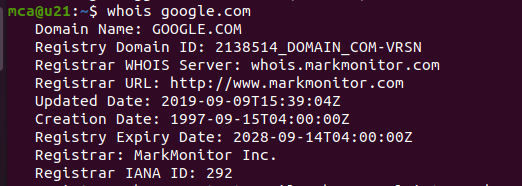 mca@u21:~$ whois google.com
Domain Name: GOOGLE.COM
Registry Domain ID: 2138514_DOMAIN_COM-VRSN
Registrar WHOIS Server: whois.markmonitor.com
Registrar URL: http://www.markmonitor.com
Updated Date: 2019-09-09T15:39:04Z
Creation Date: 1997-09-15T04:00:00Z
Registry Expiry Date: 2028-09-14T04:00:00Z
Registrar: MarkMonitor Inc.
Registrar IANA ID: 292